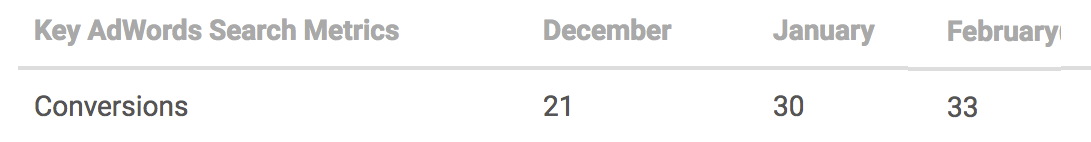 Key AdWords Search Metrics December January February
Conversions 21 30 33